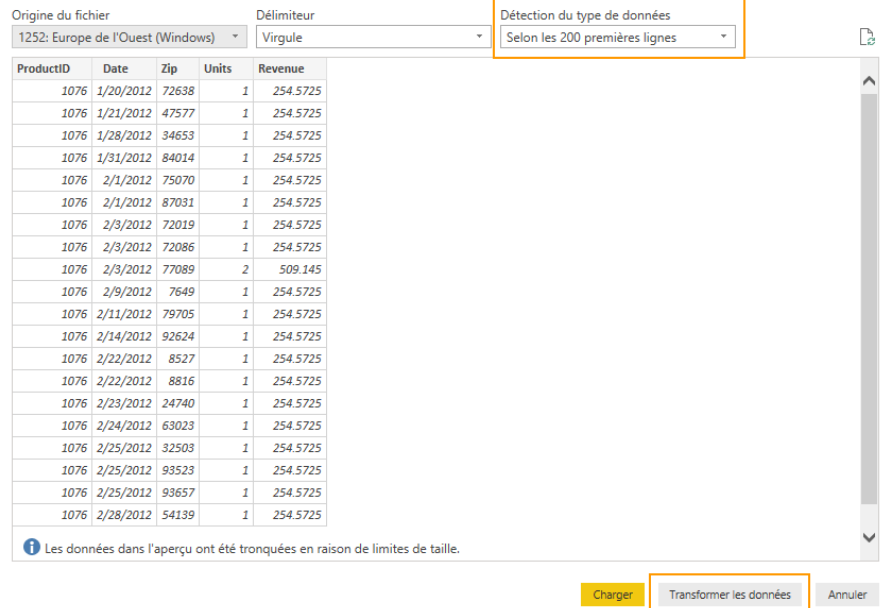 Origine du fichier Délimiteur Détection du type de données
1252: Europe de l'Ouest (Windows) Virgule Selon les 200 premières lignes
ProductID Date Zip Units Revenue
1076 1/20/2012 72638 1 254.5725
1076 1/21/2012 47577 1 254.5725
1076 1/28/2012 34653 1 254.5725
1076 1/31/2012 84014 1 254.5725
1076 2/1/2012 75070 1 254.5725
1076 2/1/2012 87031 1 254.5725
1076 2/3/2012 72019 1 254.5725
1076 2/3/2012 72086 1 254.5725
1076 2/3/2012 77089 2 509.145
1076 2/9/2012 7649 1 254.5725
1076 2/11/2012 79705 1 254.5725
1076 2/14/2012 92624 1 254.5725
1076 2/22/2012 8527 1 254.5725
1076 2/22/2012 8816 1 254.5725
1076 2/23/2012 24740 1 254.5725
1076 2/24/2012 63023 1 254.5725
1076 2/25/2012 32503 1 254.5725
1076 2/25/2012 93523 1 254.5725
1076 2/25/2012 93657 1 254.5725
1076 2/28/2012 54139 1 254.5725
Les données dans l'aperçu ont été tronquées en raison de limites de taille.
Charger Transformer les données Annuler